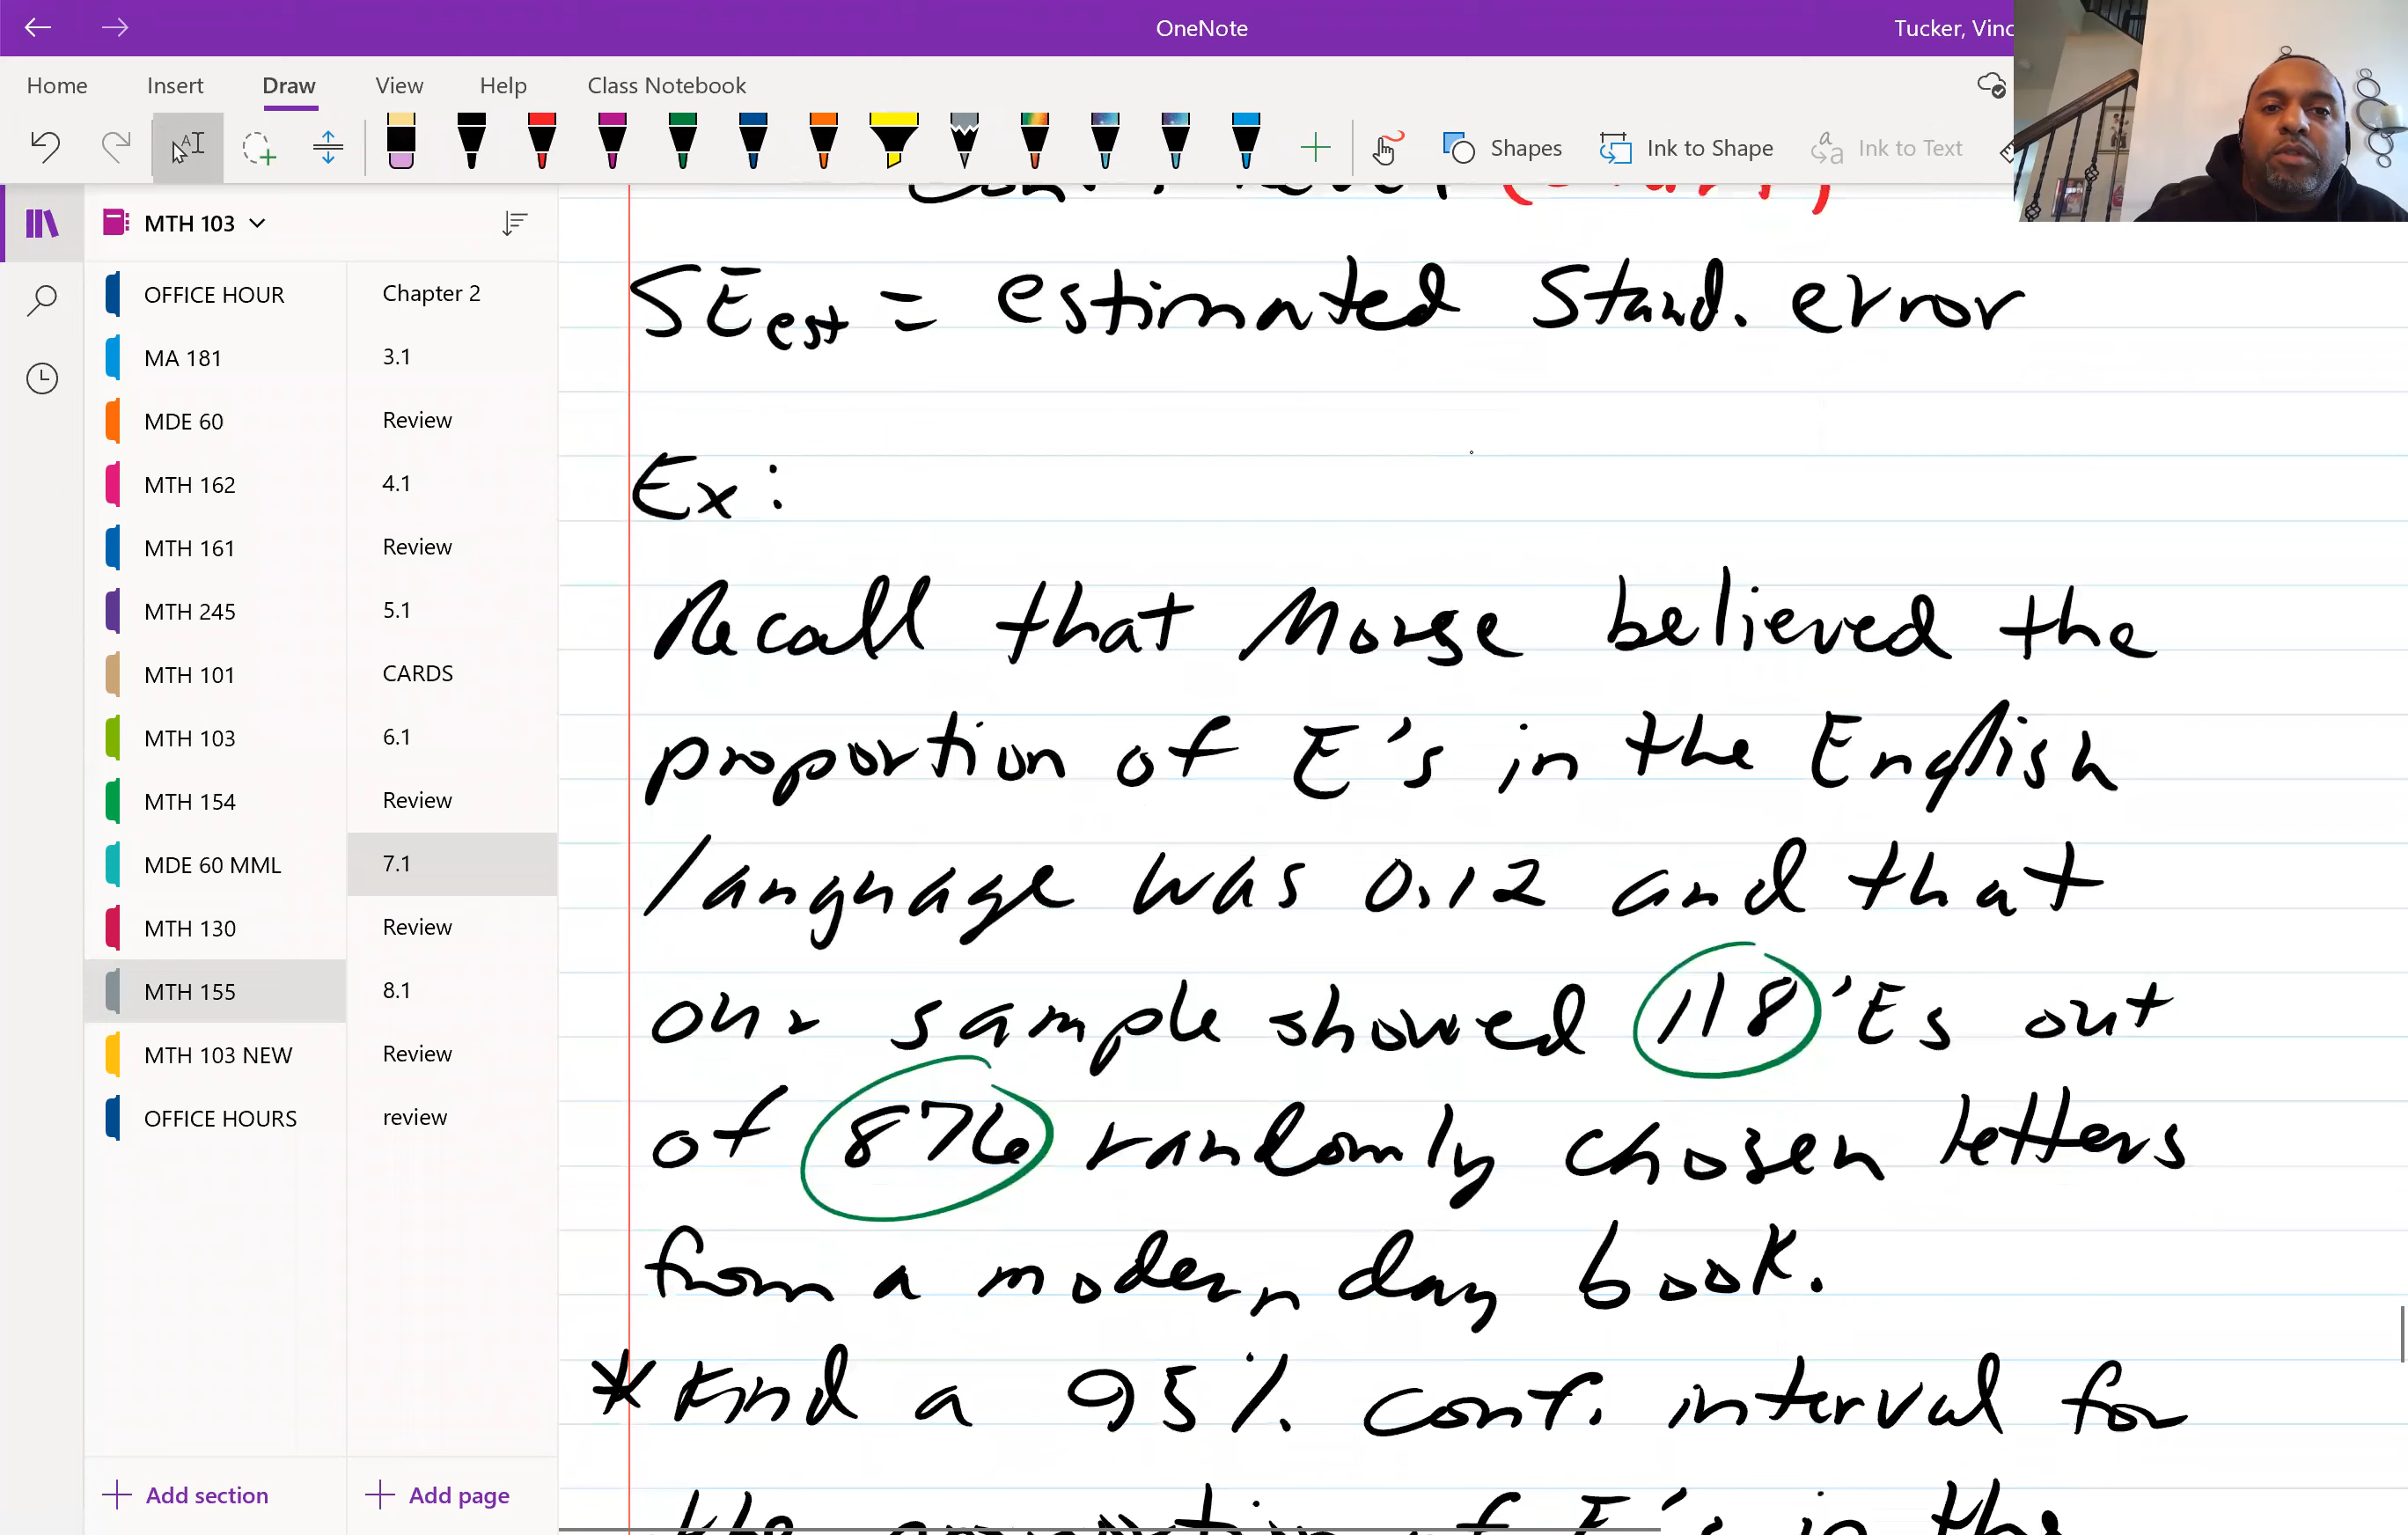 OneNote
Tucker, Vinc
Home Insert Draw View Help Class Notebook
Shapes Ink to Shape Ink to Text
MTH 103
OFFICE HOUR
MA 181
MDE 60
MTH 162
MTH 161
MTH 245
MTH 101
MTH 103
MTH 154
MDE 60 MML
MTH 130
MTH 155
MTH 103 NEW
OFFICE HOURS
Add section
Chapter 2
3.1
Review
4.1
Review
5.1
CARDS
6.1
Review
7.1
Review
8.1
Review
review
Add page
SEest = estimated Stand. error
Ex:
Recall that Morse believed the
proportion of E's in the English
language was 0.12 and that
our sample showed 118 'Es out
of 876 randomly chosen letters
from a modern day book.
* Find a 95% conf. interval for
the proportion of E's in this